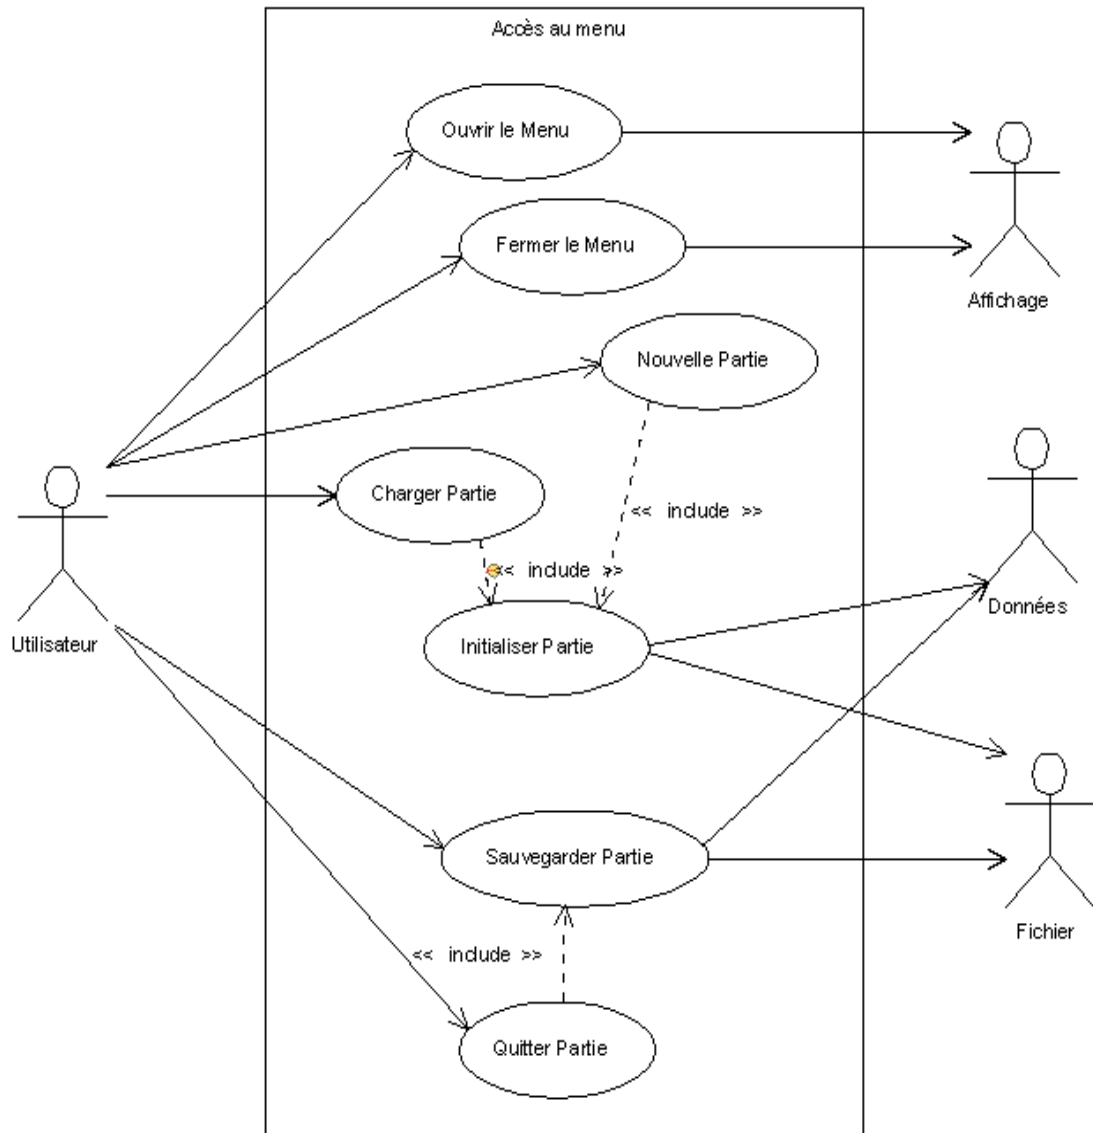 Accès au menu
Ouvrir le Menu
Fermer le Menu
Affichage
Nouvelle Partie
Charger Partie
<< include >>
<< include >>
Données
Utilisateur
Initialiser Partie
Sauvegarder Partie
Fichier
<< include >>
Quitter Partie